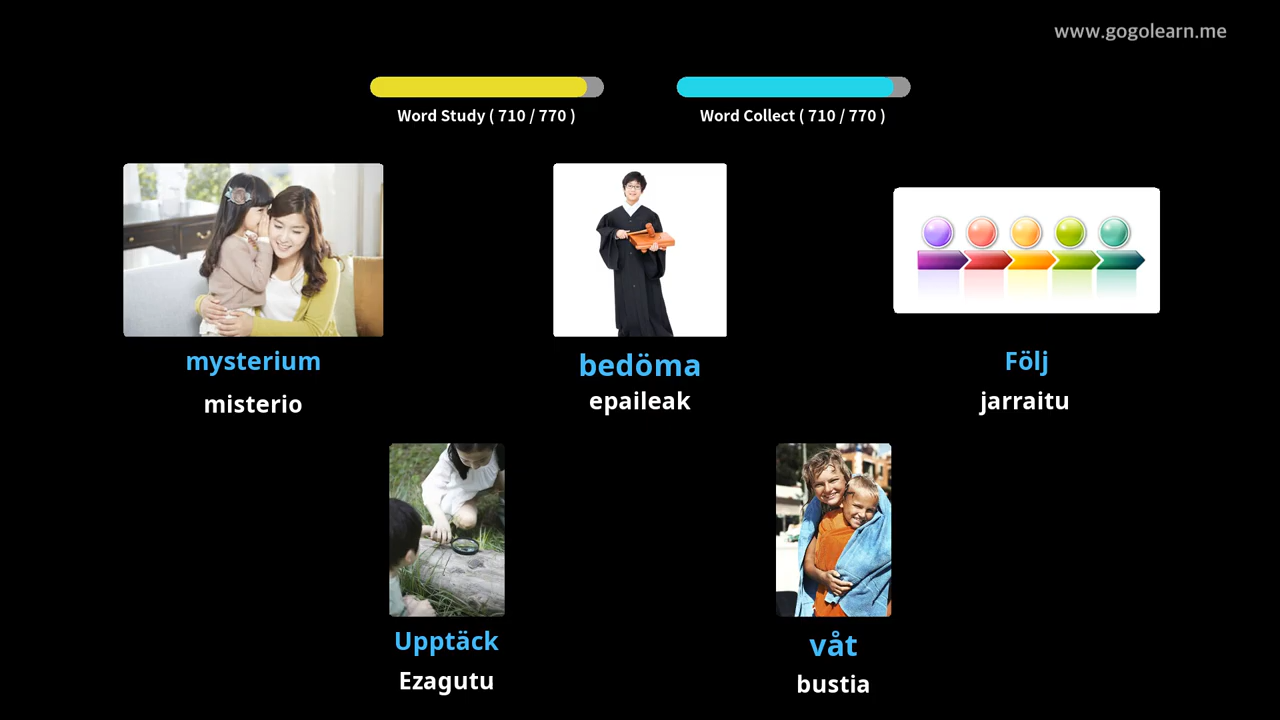 www.gogolearn.me
Word Study ( 710 / 770 )
Word Collect ( 710 / 770 )
mysterium
misterio
bedöma
epaileak
Följ
jarraitu
Upptäck
Ezagutu
våt
bustia